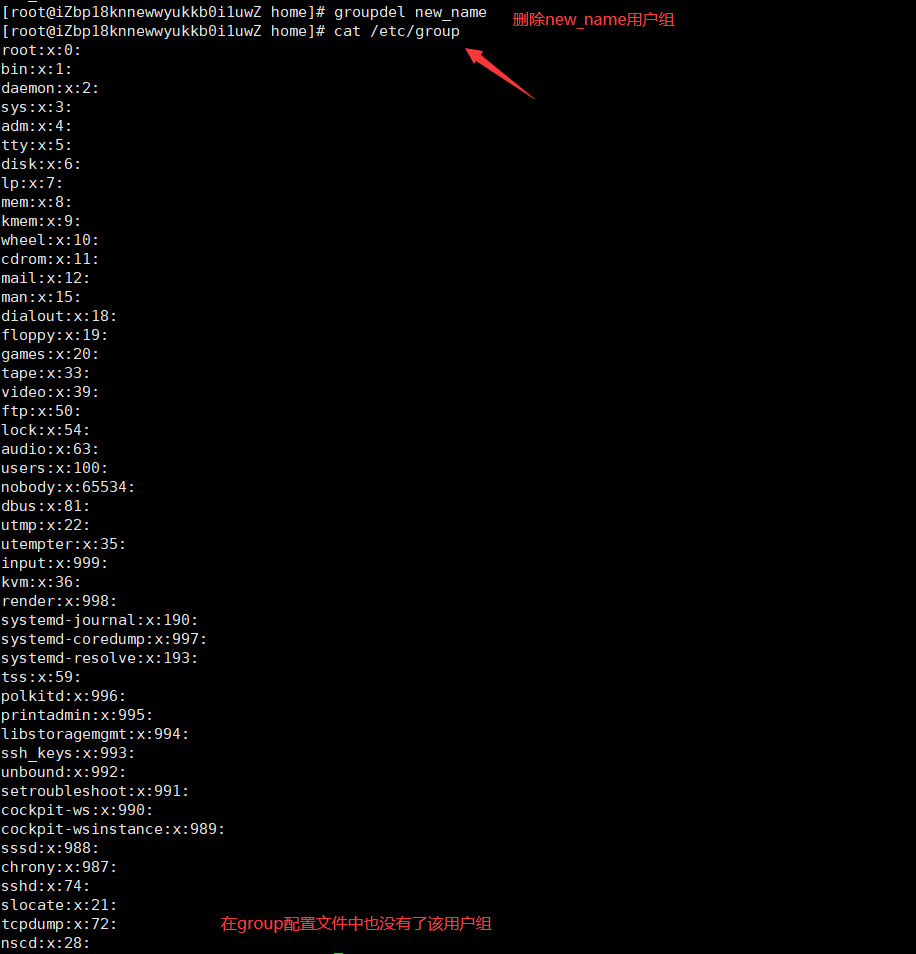 [root@iZbp18knnewwyukkb0i1uwZ home]# groupdel new_name
删除new_name用户组
[root@iZbp18knnewwyukkb0i1uwZ home]# cat /etc/group
root:x:0:
bin:x:1:
daemon:x:2:
sys:x:3:
adm:x:4:
tty:x:5:
disk:x:6:
lp:x:7:
mem:x:8:
kmem:x:9:
wheel:x:10:
cdrom:x:11:
mail:x:12:
man:x:15:
dialout:x:18:
floppy:x:19:
games:x:20:
tape:x:33:
video:x:39:
ftp:x:50:
lock:x:54:
audio:x:63:
users:x:100:
nobody:x:65534:
dbus:x:81:
utmp:x:22:
utempter:x:35:
input:x:999:
kvm:x:36:
render:x:998:
systemd-journal:x:190:
systemd-coredump:x:997:
systemd-resolve:x:193:
tss:x:59:
polkitd:x:996:
printadmin:x:995:
libstoragemgmt:x:994:
ssh_keys:x:993:
unbound:x:992:
setroubleshoot:x:991:
cockpit-ws:x:990:
cockpit-wsinstance:x:989:
sssd:x:988:
chrony:x:987:
sshd:x:74:
slocate:x:21:
tcpdump:x:72:
在group配置文件中也没有了该用户组
nscd:x:28: